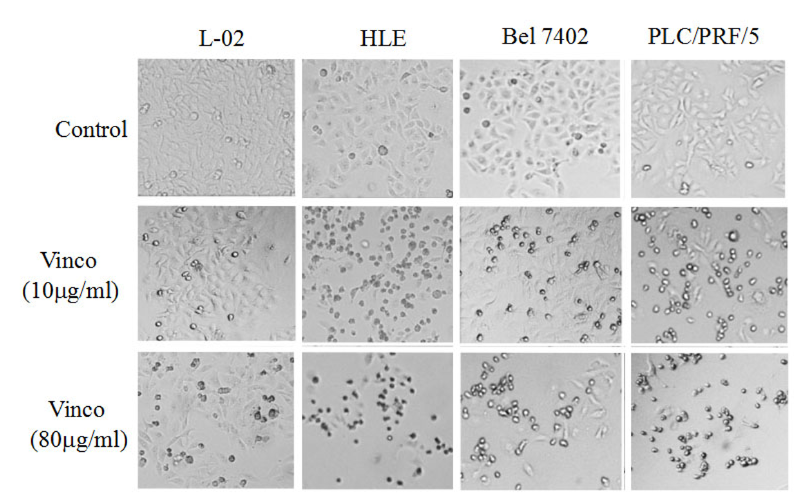 L-02 HLE Bel 7402 PLC/PRF/5
Control
Vinco
(10μg/ml)
Vinco
(80μg/ml)